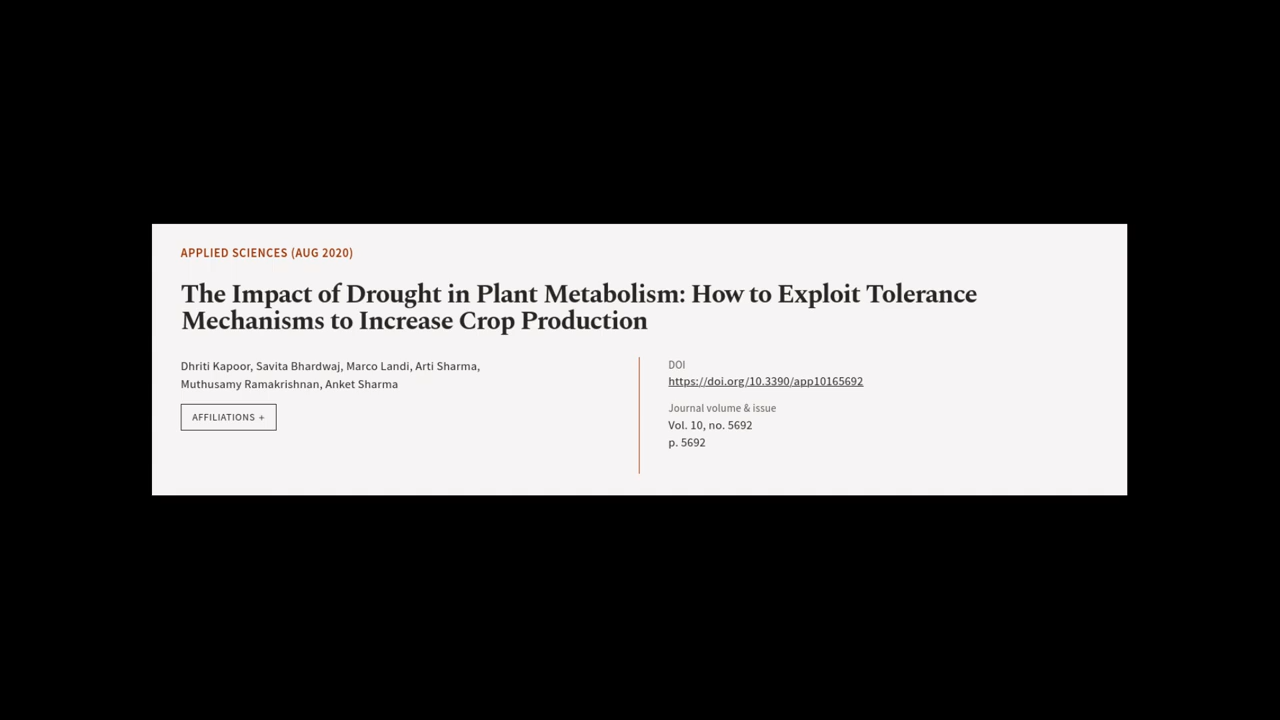 APPLIED SCIENCES (AUG 2020)
The Impact of Drought in Plant Metabolism: How to Exploit Tolerance
Mechanisms to Increase Crop Production
Dhriti Kapoor, Savita Bhardwaj, Marco Landi, Arti Sharma,
Muthusamy Ramakrishnan, Anket Sharma
AFFILIATIONS +
DOI
https://doi.org/10.3390/app10165692
Journal volume & issue
Vol. 10, no. 5692
p. 5692